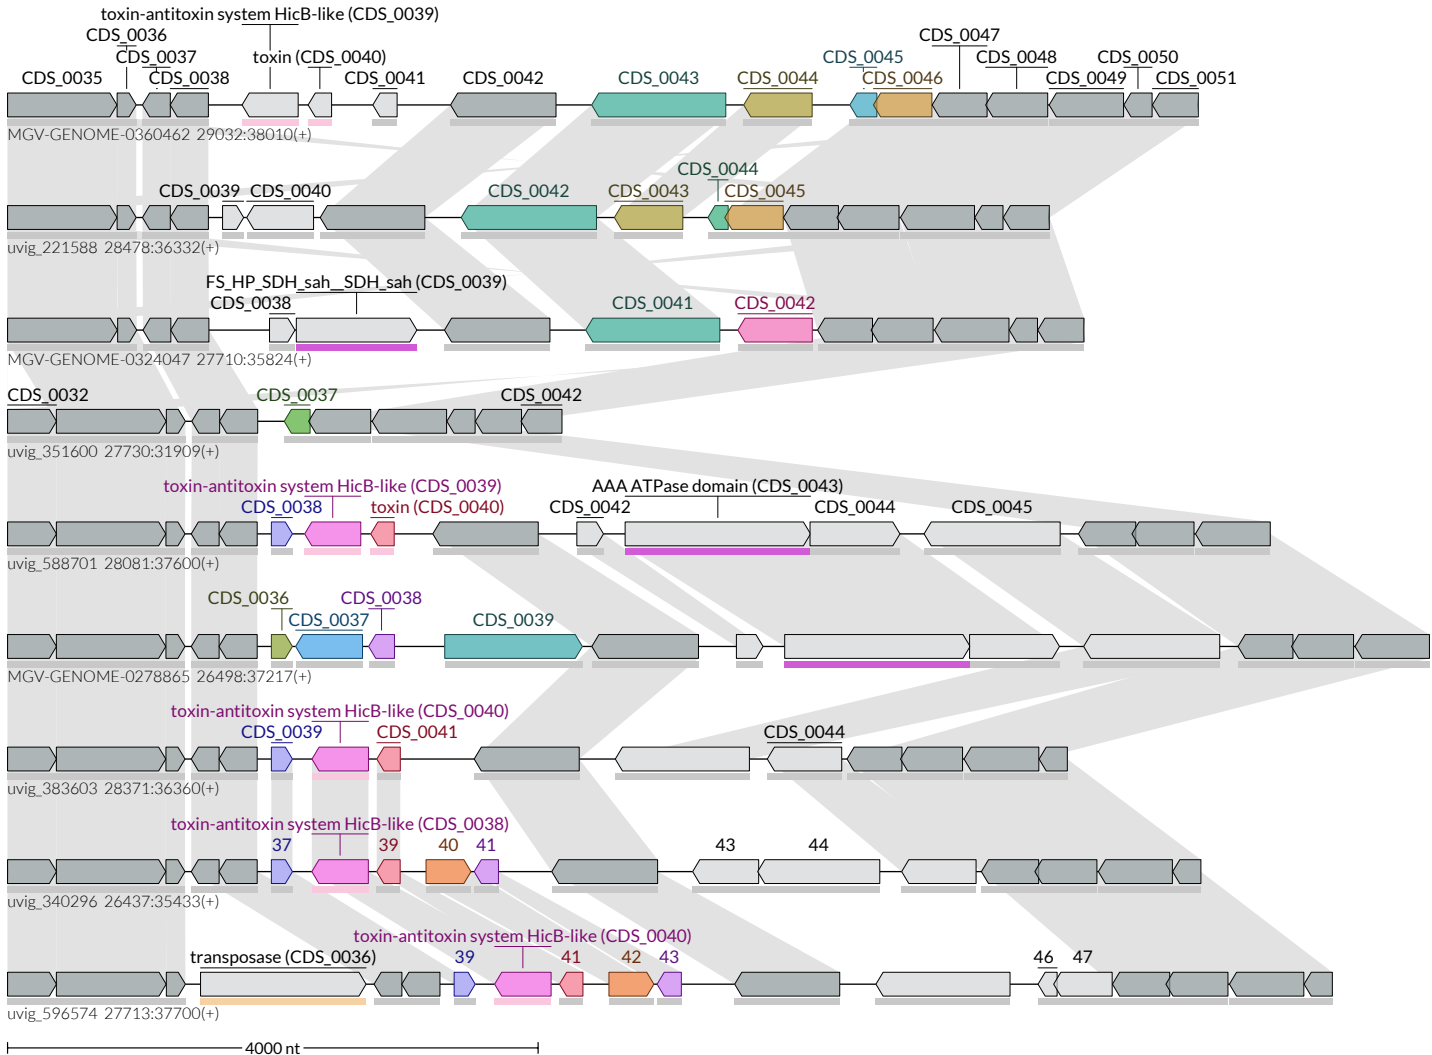 toxin-antitoxin system HicB-like (CDS_0039)
CDS_0036 CDS_0047
CDS_0037 toxin (CDS_0040) CDS_0045 CDS_0048 CDS_0050
CDS_0035 CDS_0038 CDS_0041 CDS_0042 CDS_0043 CDS_0044 CDS_0046 CDS_0049 CDS_0051
MGV-GENOME-0360462 29032:38010(+)
CDS_0044
CDS_0039 CDS_0040 CDS_0042 CDS_0043 CDS_0045
uvig_221588 28478:36332(+)
FS_HP_SDH_sah__SDH_sah (CDS_0039)
CDS_0038 CDS_0041 CDS_0042
MGV-GENOME-0324047 27710:35824(+)
CDS_0032 CDS_0037 CDS_0042
uvig_351600 27730:31909(+)
toxin-antitoxin system HicB-like (CDS_0039) AAA ATPase domain (CDS_0043)
CDS_0038 toxin (CDS_0040) CDS_0042 CDS_0044 CDS_0045
uvig_588701 28081:37600(+)
CDS_0036 CDS_0038
CDS_0037 CDS_0039
MGV-GENOME-0278865 26498:37217(+)
toxin-antitoxin system HicB-like (CDS_0040)
CDS_0039 CDS_0041 CDS_0044
uvig_383603 28371:36360(+)
toxin-antitoxin system HicB-like (CDS_0038)
37 39 40 41 43 44
uvig_340296 26437:35433(+)
toxin-antitoxin system HicB-like (CDS_0040)
transposase (CDS_0036) 39 41 42 43 46 47
uvig_596574 27713:37700(+)
4000 nt